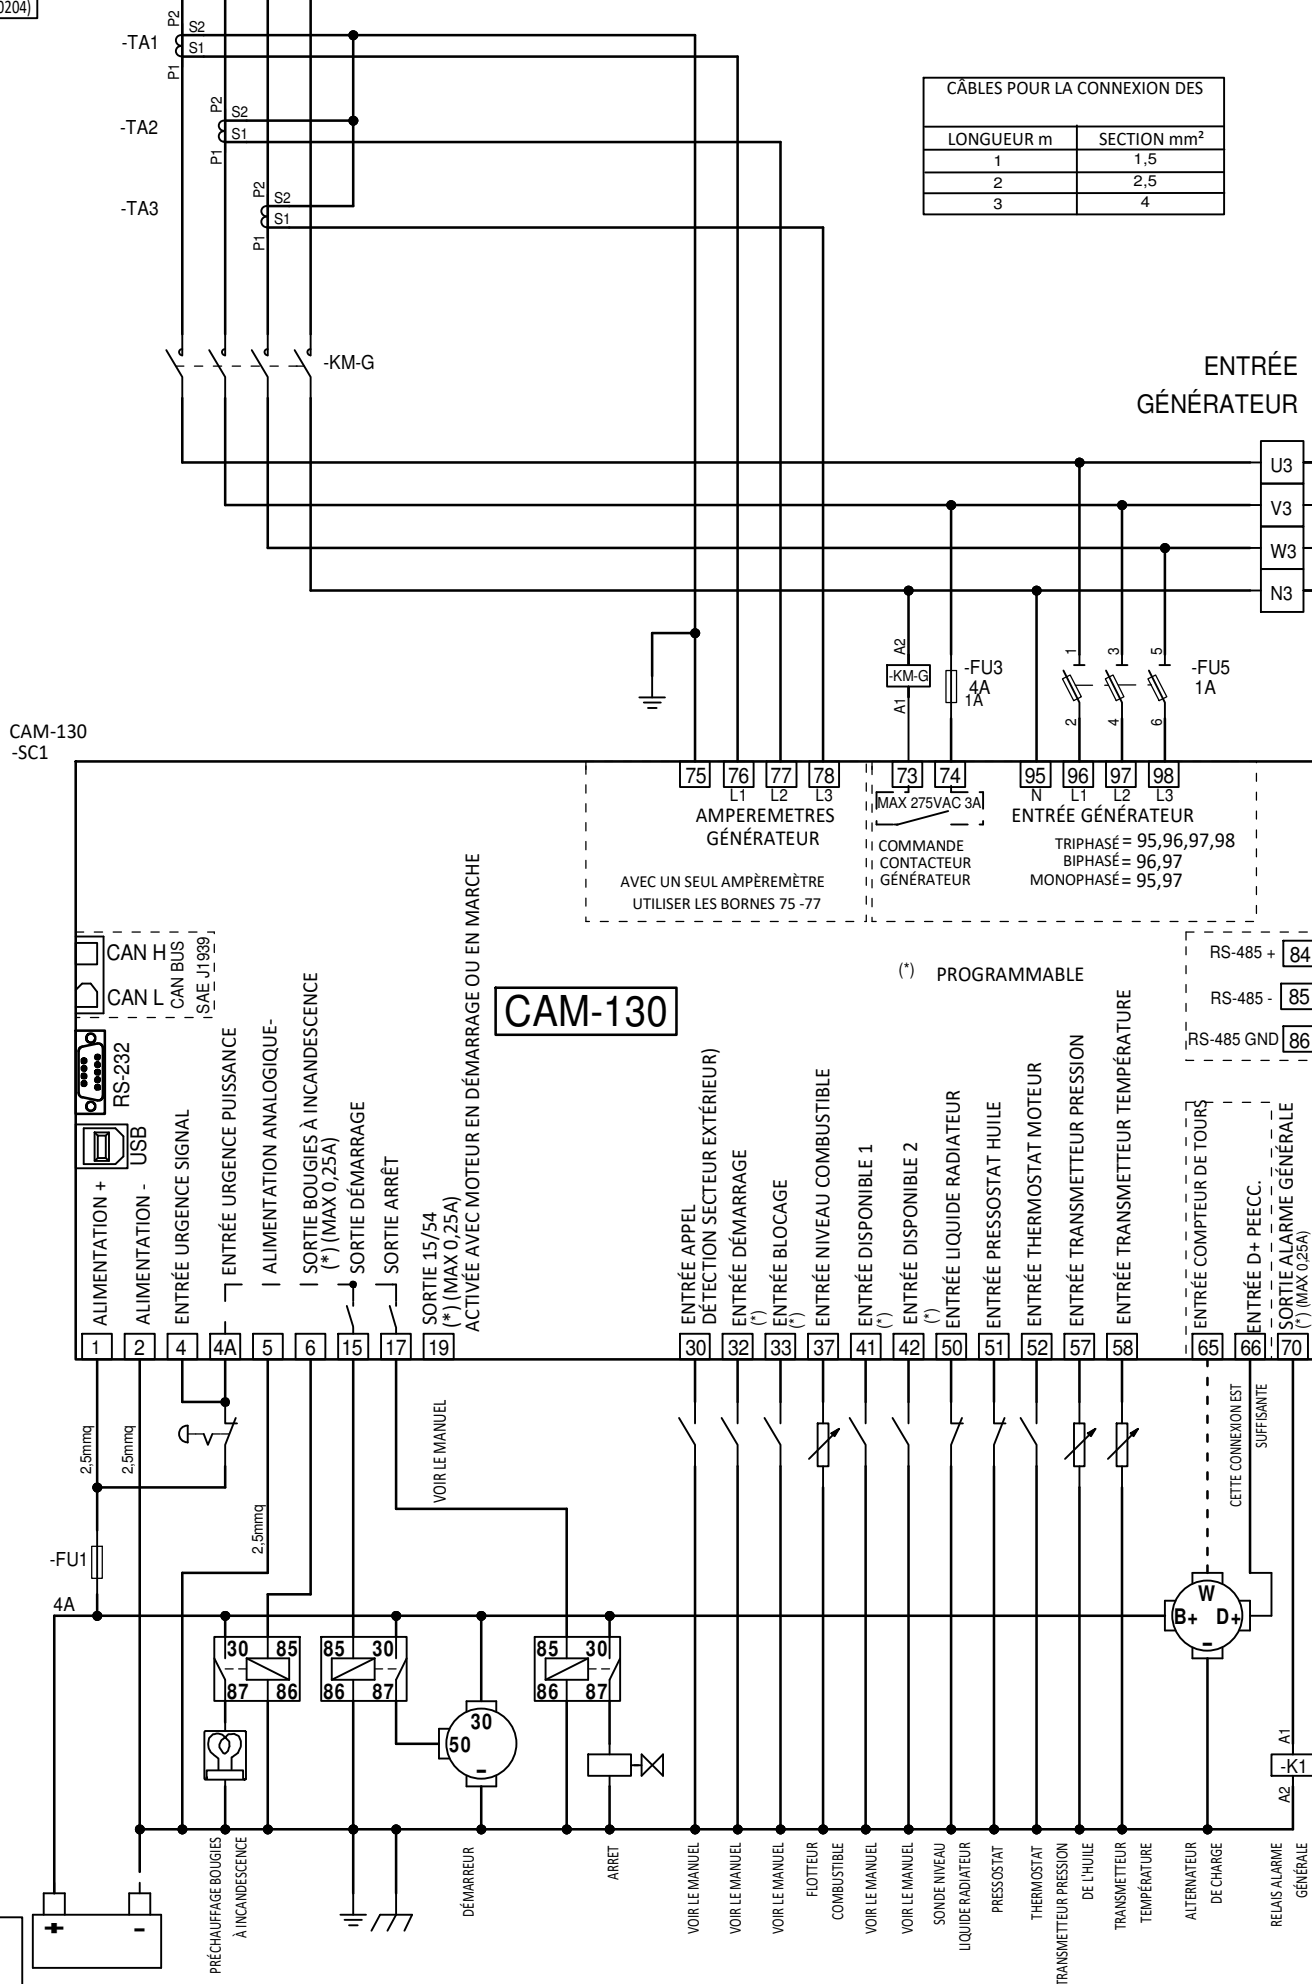 0204)
P2
S2
-TA1
S1
P1
P2
S2
-TA2
S1
P1
P2
S2
-TA3
S1
P1
CÂBLES POUR LA CONNEXION DES
LONGUEUR m SECTION mm²
1 1,5
2 2,5
3 4
-KM-G
ENTRÉE
GÉNÉRATEUR
U3
V3
W3
N3
A2
-KM-G
A1
-FU3
4A
1A
1 3 5
2 4 6
-FU5
1A
CAM-130
-SC1
75 76 77 78 73 74 95 96 97 98
L1 L2 L3
N L1 L2 L3
AMPEREMETRES
GÉNÉRATEUR
AVEC UN SEUL AMPÈREMÈTRE
UTILISER LES BORNES 75 -77
MAX 275VAC 3A
COMMANDE
CONTACTEUR
GÉNÉRATEUR
ENTRÉE GÉNÉRATEUR
TRIPHASÉ = 95,96,97,98
BIPHASÉ = 96,97
MONOPHASÉ = 95,97
CAN H
CAN L
CAN BUS
SAE J1939
RS-232
USB
CAM-130
(*) PROGRAMMABLE
RS-485 + 84
RS-485 - 85
RS-485 GND 86
ALIMENTATION +
ALIMENTATION -
ENTRÉE URGENCE SIGNAL
ENTRÉE URGENCE PUISSANCE
ALIMENTATION ANALOGIQUE-
SORTIE BOUGIES À INCANDESCENCE
(*) (MAX 0,25A)
SORTIE DÉMARRAGE
SORTIE ARRÊT
SORTIE 15/54
(*) (MAX 0,25A)
ACTIVÉE AVEC MOTEUR EN DÉMARRAGE OU EN MARCHE
ENTRÉE APPEL
DÉTECTION SECTEUR EXTÉRIEUR)
ENTRÉE DÉMARRAGE
(*)
ENTRÉE BLOCAGE
(*)
ENTRÉE NIVEAU COMBUSTIBLE
ENTRÉE DISPONIBLE 1
(*)
ENTRÉE DISPONIBLE 2
(*)
ENTRÉE LIQUIDE RADIATEUR
ENTRÉE PRESSOSTAT HUILE
ENTRÉE THERMOSTAT MOTEUR
ENTRÉE TRANSMETTEUR PRESSION
ENTRÉE TRANSMETTEUR TEMPÉRATURE
ENTRÉE COMPTEUR DE TOURS
ENTRÉE D+ PEECC.
SORTIE ALARME GÉNÉRALE
(*) (MAX 0,25A)
1 2 4 4A 5 6 15 17 19 30 32 33 37 41 42 50 51 52 57 58 65 66 70
2,5mmq
2,5mmq
2,5mmq
VOIR LE MANUEL
CETTE CONNEXION EST
SUFFISANTE
-FU1
4A
30 85
87 86
85 30
86 87
85 30
86 87
30
50
-
W
B+ D+
-
A1
-K1
A2
+ -
PRÉCHAUFFAGE BOUGIES
À INCANDESCENCE
DÉMARREUR
ARRET
VOIR LE MANUEL
VOIR LE MANUEL
VOIR LE MANUEL
FLOTTEUR
COMBUSTIBLE
VOIR LE MANUEL
VOIR LE MANUEL
SONDE NIVEAU
LIQUIDE RADIATEUR
PRESSOSTAT
THERMOSTAT
TRANSMETTEUR PRESSION
DE L'HUILE
TRANSMETTEUR
TEMPÉRATURE
ALTERNATEUR
DE CHARGE
RELAIS ALARME
GÉNÉRALE